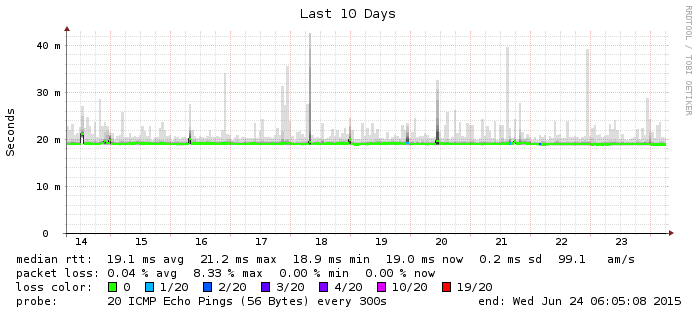 Last 10 Days
RRDTOOL / TOBI OETIKER
Seconds
40 m
30 m
20 m
10 m
0
14 15 16 17 18 19 20 21 22 23
median rtt: 19.1 ms avg 21.2 ms max 18.9 ms min 19.0 ms now 0.2 ms sd 99.1 am/s
packet loss: 0.04 % avg 8.33 % max 0.00 % min 0.00 % now
loss color: 0 1/20 2/20 3/20 4/20 10/20 19/20
probe: 20 ICMP Echo Pings (56 Bytes) every 300s end: Wed Jun 24 06:05:08 2015